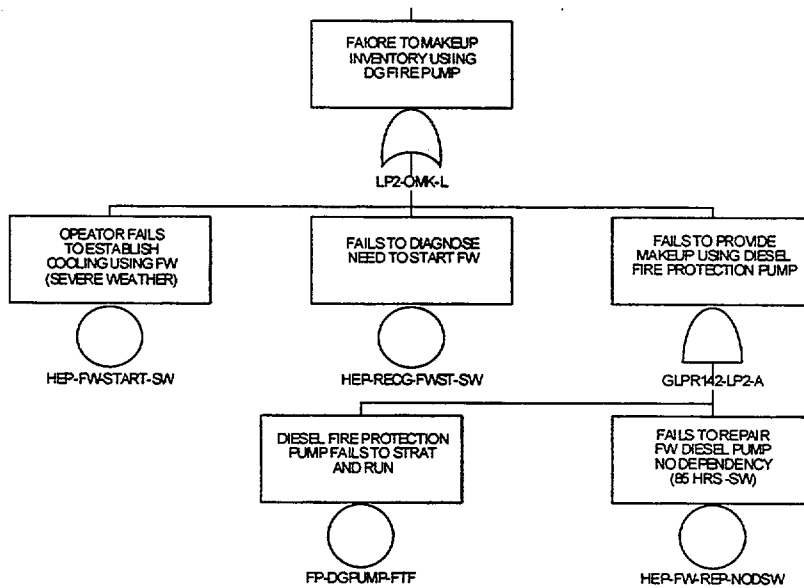 FAIORE TO MAKEUP
INVENTORY USIING
DG FIRE PUMP
LP2-OMK-L
OPEATOR FAILS
TO ESTABLISH
COOLING USING FW
(SEVERE WEATHER)
HEP-FW-START-SW
FAILS TO DIAGNOSE
NEED TO START FW
HEP-RECG-FWST-SW
FAILS TO PROVIDE
MAKEUP USING DIESEL
FIRE PROTECTION PUMP
GLPR142-LP2-A
DIESEL FIRE PROTECTION
PUMP FAILS TO STRAT
AND RUN
FP-DGPUMP-FTF
FAILS TO REPAIR
FW DIESEL PUMP
NO DEPENDENCY
(85 HRS -SW)
HEP-FW-REP-NODSW